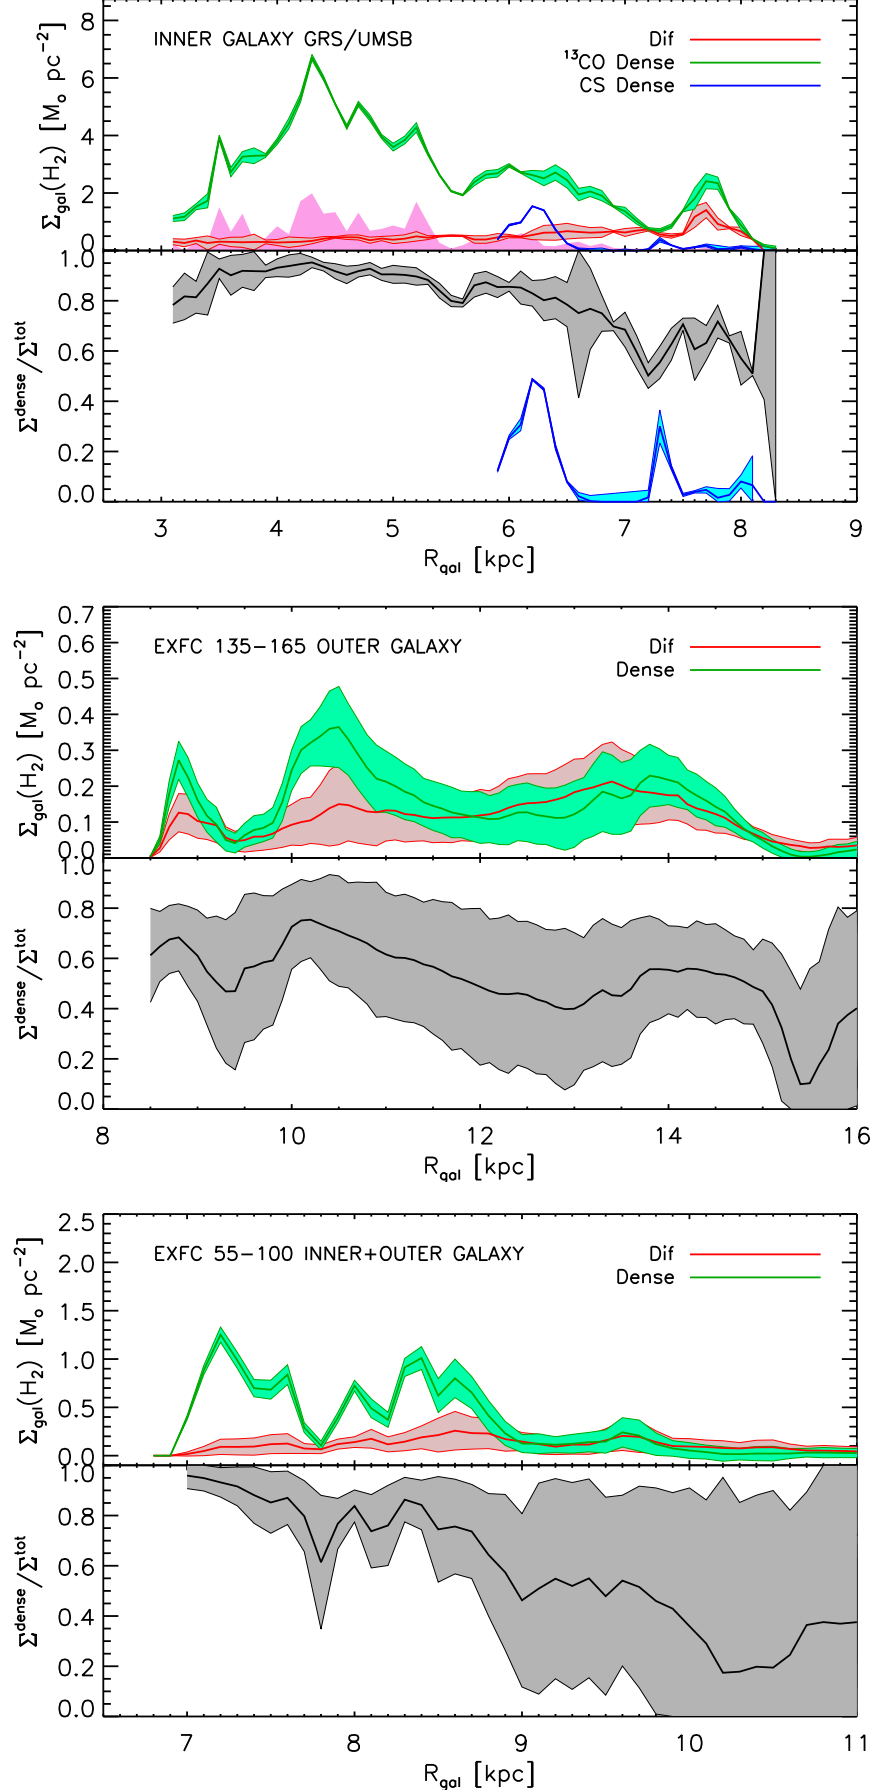 INNER GALAXY GRS/UMSB
Dif
¹³CO Dense
CS Dense
Σgal(H₂) [M₀ pc⁻²]
8
6
4
2
0
Σᵈᵉⁿˢᵉ/Σᵗᵒᵗ
1.0
0.8
0.6
0.4
0.2
0.0
3 4 5 6 7 8 9
Rgal [kpc]
EXFC 135−165 OUTER GALAXY
Dif
Dense
Σgal(H₂) [M₀ pc⁻²]
0.7
0.6
0.5
0.4
0.3
0.2
0.1
0.0
Σᵈᵉⁿˢᵉ/Σᵗᵒᵗ
1.0
0.8
0.6
0.4
0.2
0.0
8 10 12 14 16
Rgal [kpc]
EXFC 55−100 INNER+OUTER GALAXY
Dif
Dense
Σgal(H₂) [M₀ pc⁻²]
2.5
2.0
1.5
1.0
0.5
0.0
Σᵈᵉⁿˢᵉ/Σᵗᵒᵗ
1.0
0.8
0.6
0.4
0.2
0.0
7 8 9 10 11
Rgal [kpc]